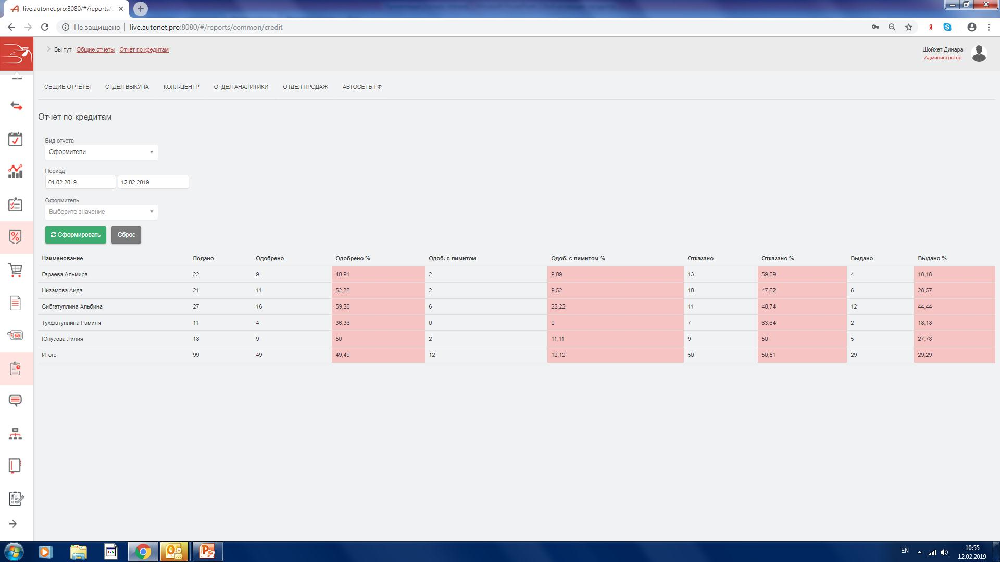 live.autonet.pro:8080/#/reports/c
Не защищено live.autonet.pro:8080/#/reports/common/credit
Я
Вы тут - Общие отчеты - Отчет по кредитам
Шойхет Динара
Администратор
ОБЩИЕ ОТЧЕТЫ ОТДЕЛ ВЫКУПА КОЛЛ-ЦЕНТР ОТДЕЛ АНАЛИТИКИ ОТДЕЛ ПРОДАЖ АВТОСЕТЬ РФ
Отчет по кредитам
Вид отчета
Оформители
Период
01.02.2019 12.02.2019
Оформитель
Выберите значение
Сформировать Сброс
Наименование Подано Одобрено Одобрено % Одоб. с лимитом Одоб. с лимитом % Отказано Отказано % Выдано Выдано %
Гараева Альмира 22 9 40,91 2 9,09 13 59,09 4 18,18
Низамова Аида 21 11 52,38 2 9,52 10 47,62 6 28,57
Сибгатуллина Альбина 27 16 59,26 6 22,22 11 40,74 12 44,44
Тухфатуллина Рамиля 11 4 36,36 0 0 7 63,64 2 18,18
Юнусова Лилия 18 9 50 2 11,11 9 50 5 27,78
Итого 99 49 49,49 12 12,12 50 50,51 29 29,29
EN
10:55
12.02.2019